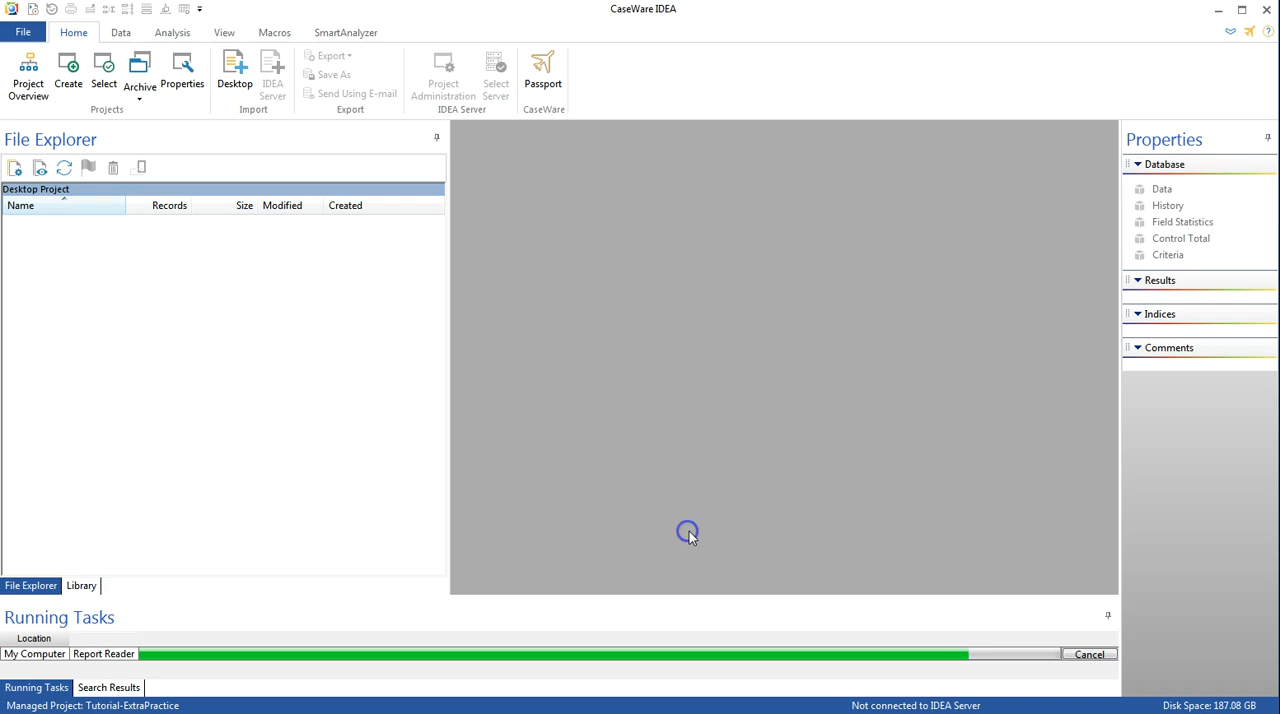 CaseWare IDEA
File Home Data Analysis View Macros SmartAnalyzer
Project Overview
Create
Select
Archive
Properties
Projects
Desktop
IDEA Server
Import
Export
Save As
Send Using E-mail
Export
Project Administration
Select Server
IDEA Server
Passport
CaseWare
File Explorer
Desktop Project
Name Records Size Modified Created
File Explorer Library
Properties
Database
Data
History
Field Statistics
Control Total
Criteria
Results
Indices
Comments
Running Tasks
Location
My Computer Report Reader Cancel
Running Tasks Search Results
Managed Project: Tutorial-ExtraPractice Not connected to IDEA Server Disk Space: 187.08 GB